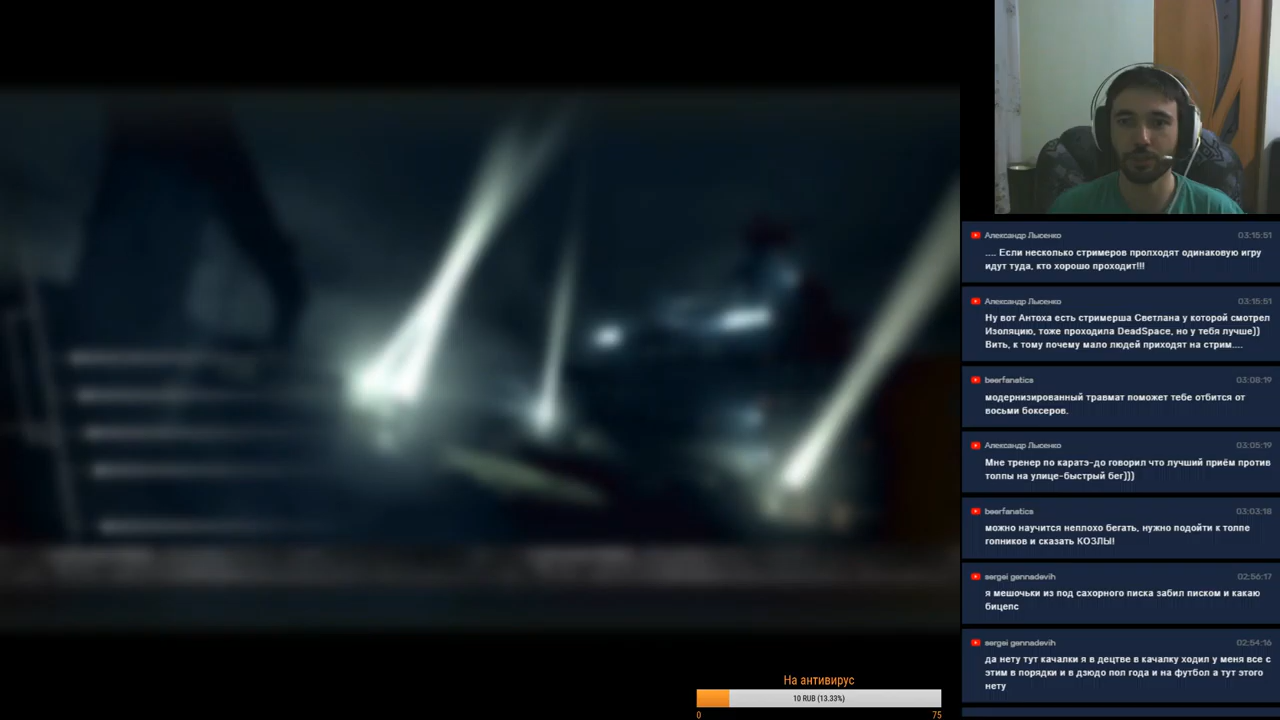 Александр Лысенко 03:15:51
.... Если несколько стримеров пролходят одинаковую игру
идут туда, кто хорошо проходит!!!
Александр Лысенко 03:15:51
Ну вот Антоха есть стримерша Светлана у которой смотрел
Изоляцию, тоже проходила DeadSpace, но у тебя лучше))
Вить, к тому почему мало людей приходят на стрим....
beerfanatics 03:08:19
модернизированный травмат поможет тебе отбится от
восьми боксеров.
Александр Лысенко 03:05:19
Мне тренер по каратэ-до говорил что лучший приём против
толпы на улице-быстрый бег)))
beerfanatics 03:03:18
можно научится неплохо бегать, нужно подойти к толпе
гопников и сказать КОЗЛЫ!
sergei gennadevih 02:56:17
я мешочьки из под сахорного писка забил писком и какаю
бицепс
sergei gennadevih 02:54:16
да нету тут качалки я в децтве в качалку ходил у меня все с
этим в порядки и в дзюдо пол года и на футбол а тут этого
нету
На антивирус
10 RUB (13.33%)
0 75